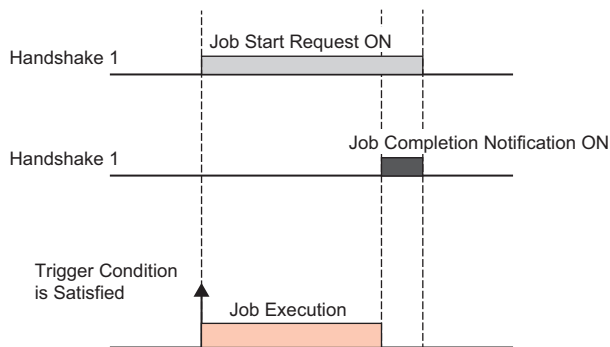 Job Start Request ON
Handshake 1
Job Completion Notification ON
Handshake 1
Trigger Condition
is Satisfied
Job Execution